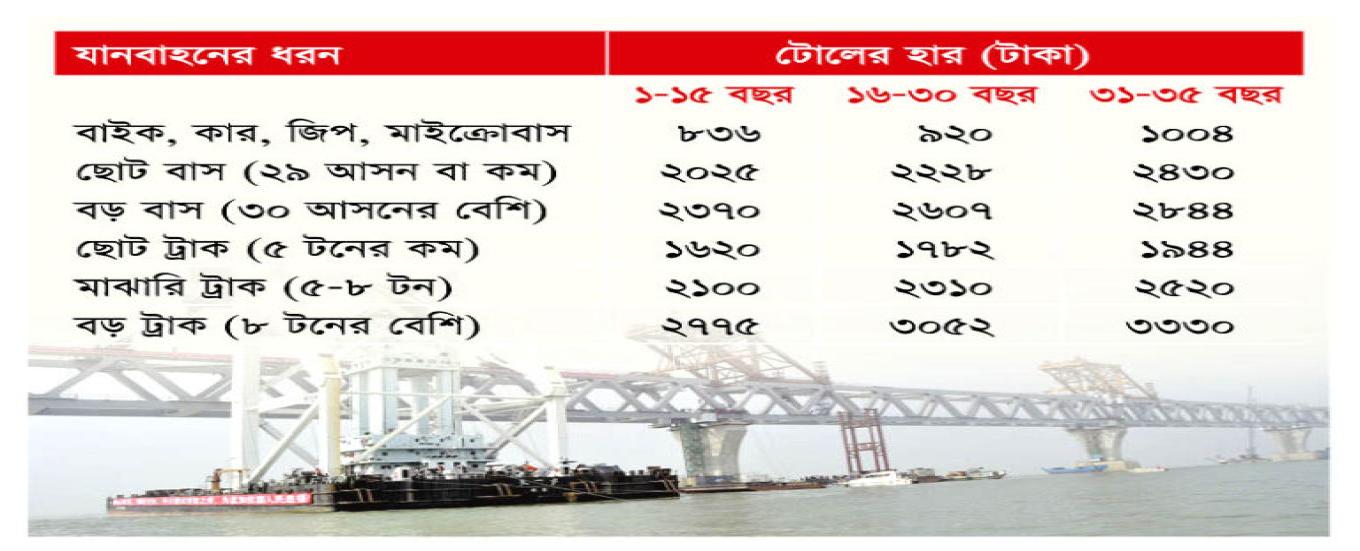 যানবাহনের ধরন টোলের হার (টাকা)
১-১৫ বছর ১৬-৩০ বছর ৩১-৩৫ বছর
বাইক, কার, জিপ, মাইক্রোবাস ৮৩৬ ৯২০ ১০০৪
ছোট বাস (২৯ আসন বা কম) ২০২৫ ২২২৮ ২৪৩০
বড় বাস (৩০ আসনের বেশি) ২৩৭০ ২৬০৭ ২৮৪৪
ছোট ট্রাক (৫ টনের কম) ১৬২০ ১৭৮২ ১৯৪৪
মাঝারি ট্রাক (৫-৮ টন) ২১০০ ২৩১০ ২৫২০
বড় ট্রাক (৮ টনের বেশি) ২৭৭৫ ৩০৫২ ৩৩৩০